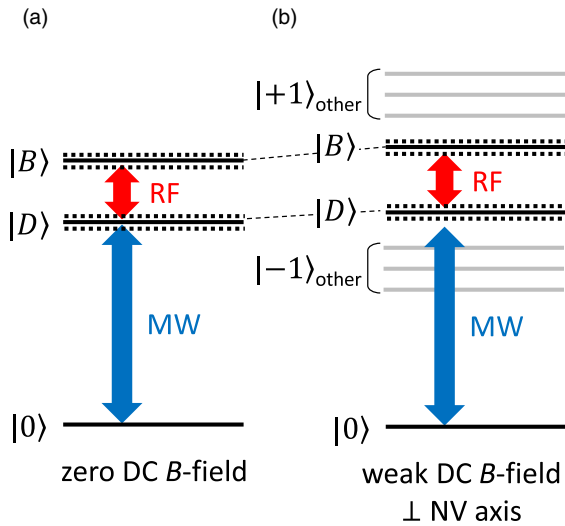 (a)
|B⟩
RF
|D⟩
MW
|0⟩
zero DC B-field
(b)
|+1⟩other
|B⟩
RF
|D⟩
|−1⟩other
MW
|0⟩
weak DC B-field
⊥ NV axis